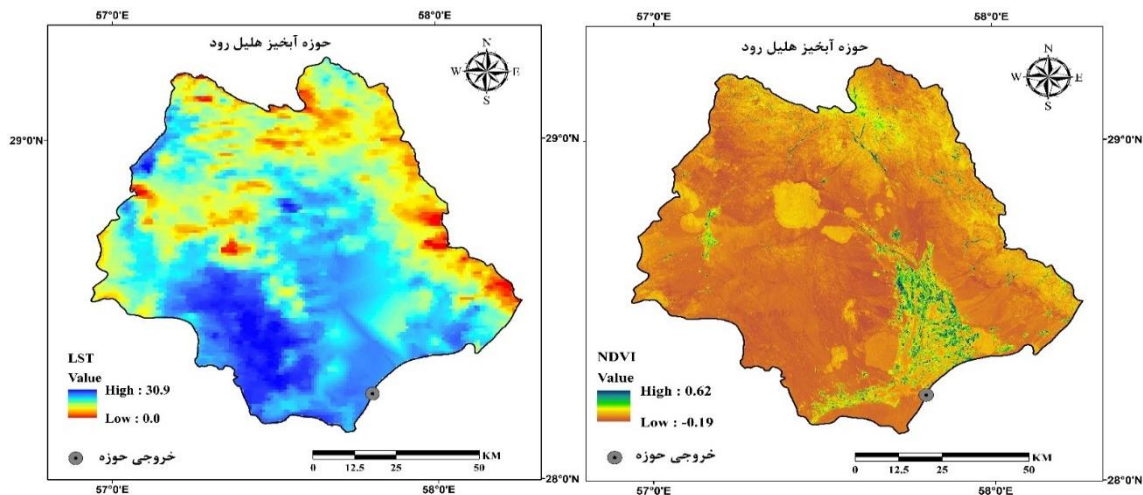 57°0'E
58°0'E
حوزه آبخیز هلیل رود
N
W
E
S
29°0'N
LST
Value
High : 30.9
Low : 0.0
خروجی حوزه
KM
0
12.5
25
50
57°0'E
58°0'E
57°0'E
58°0'E
حوزه آبخیز هلیل رود
N
W
E
S
29°0'N
29°0'N
NDVI
Value
High : 0.62
Low : -0.19
خروجی حوزه
KM
0
12.5
25
50
28°0'N
57°0'E
58°0'E